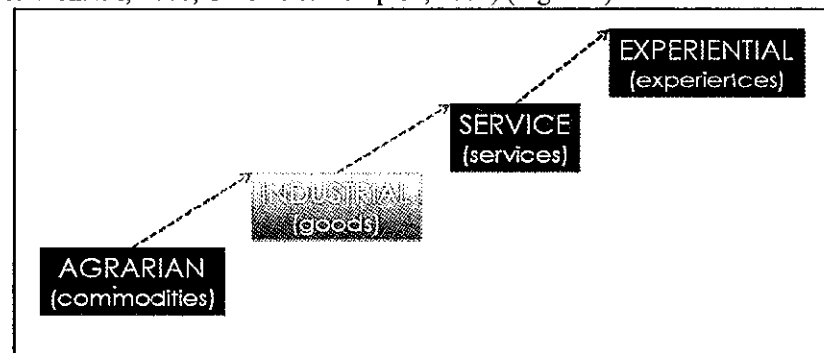 EXPERIENTIAL
(experiences)
SERVICE
(services)
INDUSTRIAL
(goods)
AGRARIAN
(commodities)